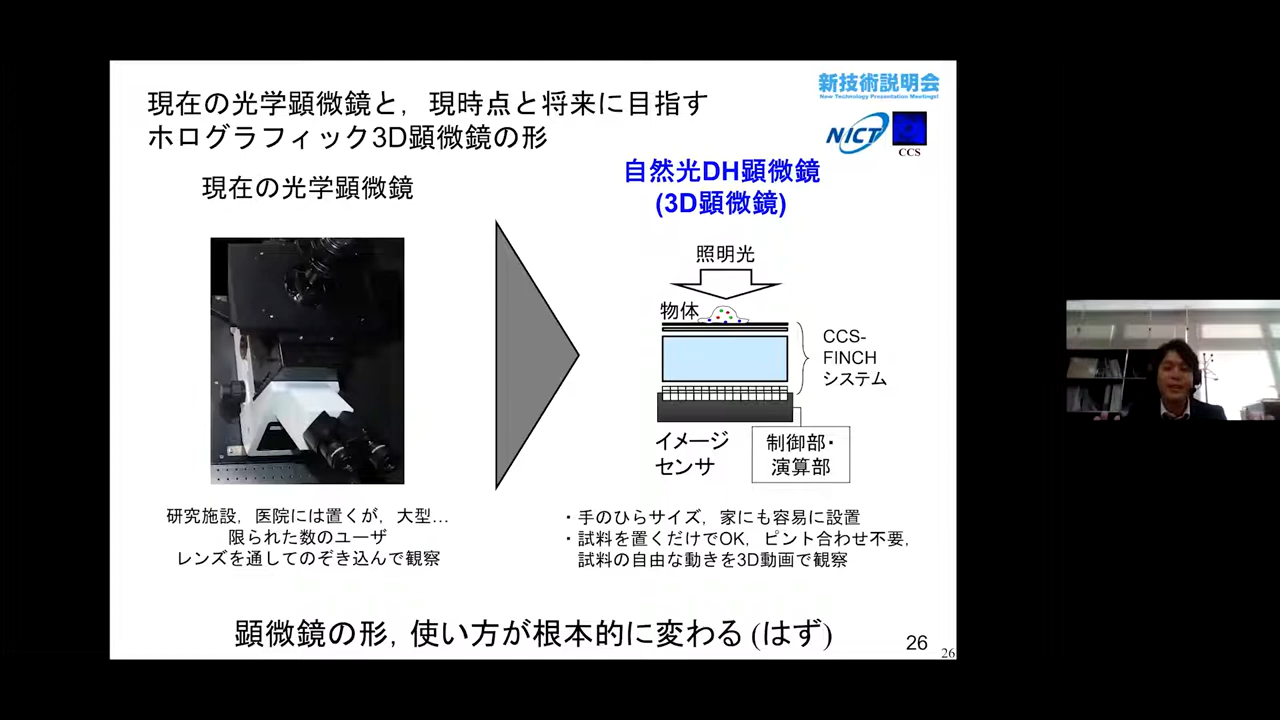 新技術説明会
New Technology Presentation Meetings!
現在の光学顕微鏡と，現時点と将来に目指す
ホログラフィック3D顕微鏡の形
NICT
CCS
現在の光学顕微鏡
自然光DH顕微鏡
(3D顕微鏡)
照明光
物体
CCS-
FINCH
システム
イメージ
センサ
制御部・
演算部
研究施設，医院には置くが，大型…
限られた数のユーザ
レンズを通してのぞき込んで観察
・手のひらサイズ，家にも容易に設置
・試料を置くだけでOK，ピント合わせ不要，
試料の自由な動きを3D動画で観察
顕微鏡の形，使い方が根本的に変わる (はず)
26
26